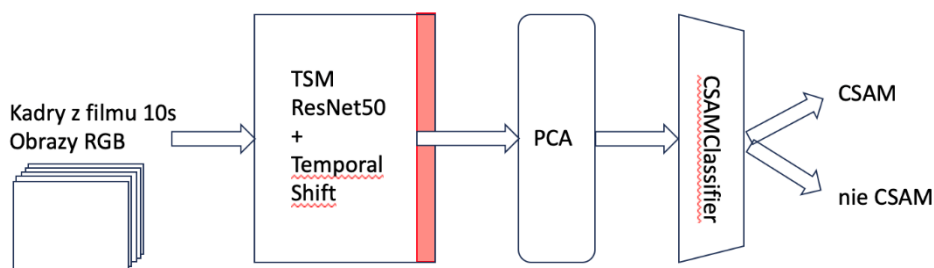 Kadry z filmu 10s
Obrazy RGB
TSM
ResNet50
+
Temporal
Shift
PCA
CSAMClassifier
CSAM
nie CSAM